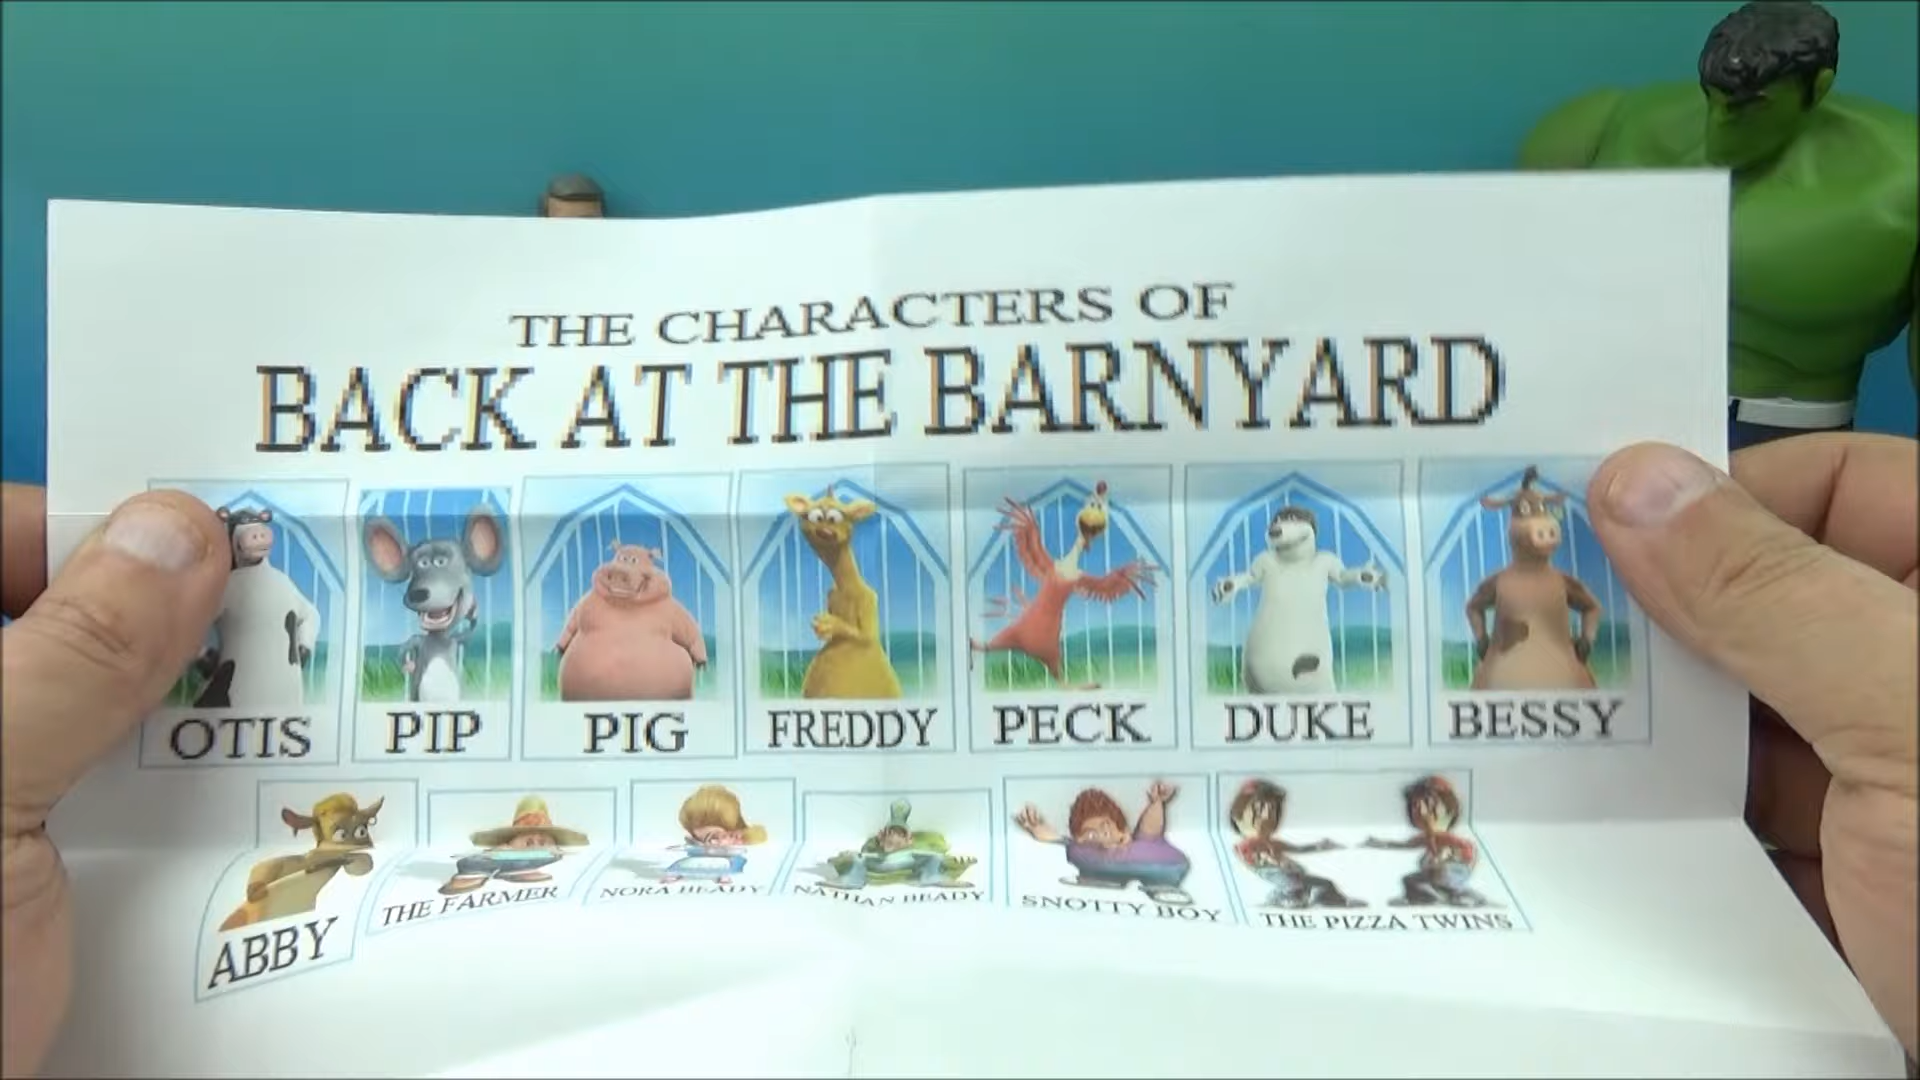 THE CHARACTERS OF
BACK AT THE BARNYARD
OTIS PIP PIG FREDDY PECK DUKE BESSY
ABBY THE FARMER NORA BEADY NATHAN BEADY SNOTTY BOY THE PIZZA TWINS